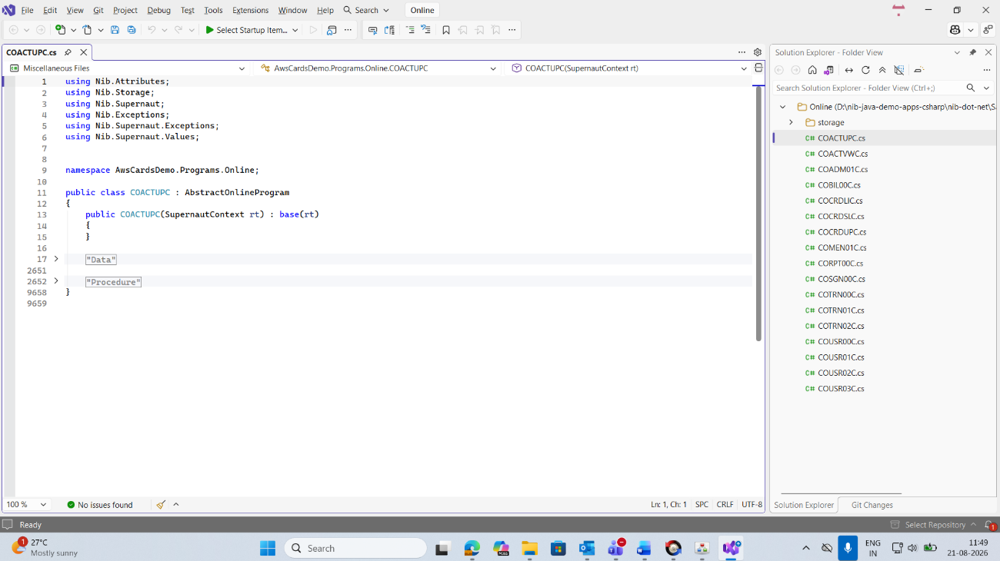 File Edit View Git Project Debug Test Tools Extensions Window Help Search Online
Select Startup Item...
COACTUPC.cs
Miscellaneous Files AwsCardsDemo.Programs.Online.COACTUPC COACTUPC(SupernautContext rt)
1 using Nib.Attributes;
2 using Nib.Storage;
3 using Nib.Supernaut;
4 using Nib.Exceptions;
5 using Nib.Supernaut.Exceptions;
6 using Nib.Supernaut.Values;
7
8
9 namespace AwsCardsDemo.Programs.Online;
10
11 public class COACTUPC : AbstractOnlineProgram
12 {
13 public COACTUPC(SupernautContext rt) : base(rt)
14 {
15 }
16
17 "Data"
2651
2652 "Procedure"
9658 }
9659
100 % No issues found Ln: 1, Ch: 1 SPC CRLF UTF-8
Solution Explorer - Folder View
Search Solution Explorer - Folder View (Ctrl+;)
Online (D:\nib-java-demo-apps-csharp\nib-dot-net\Sa
storage
C# COACTUPC.cs
C# COACTVWC.cs
C# COADM01C.cs
C# COBIL00C.cs
C# COCRDLIC.cs
C# COCRDSLC.cs
C# COCRDUPC.cs
C# COMEN01C.cs
C# CORPT00C.cs
C# COSGN00C.cs
C# COTRN00C.cs
C# COTRN01C.cs
C# COTRN02C.cs
C# COUSR00C.cs
C# COUSR01C.cs
C# COUSR02C.cs
C# COUSR03C.cs
Solution Explorer Git Changes
Ready Select Repository 1
1 27°C
Mostly sunny
Search
M365
ENG
IN
11:49
21-08-2026